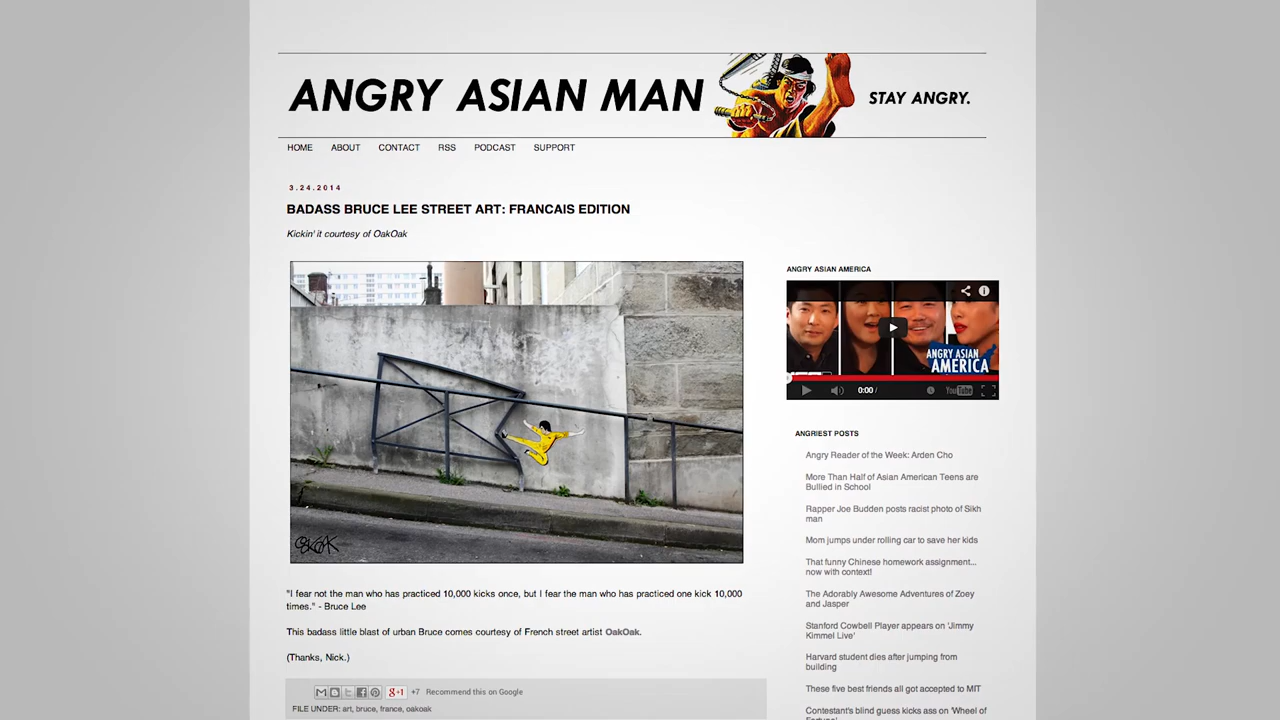 ANGRY ASIAN MAN
STAY ANGRY.
HOME ABOUT CONTACT RSS PODCAST SUPPORT
3.24.2014
BADASS BRUCE LEE STREET ART: FRANCAIS EDITION
Kickin' it courtesy of OakOak
OAKOAK
"I fear not the man who has practiced 10,000 kicks once, but I fear the man who has practiced one kick 10,000
times." - Bruce Lee
This badass little blast of urban Bruce comes courtesy of French street artist OakOak.
(Thanks, Nick.)
g+1 +7 Recommend this on Google
FILE UNDER: art, bruce, france, oakoak
ANGRY ASIAN AMERICA
ANGRY ASIAN
AMERICA
0:00 /
YouTube
ANGRIEST POSTS
Angry Reader of the Week: Arden Cho
More Than Half of Asian American Teens are
Bullied in School
Rapper Joe Budden posts racist photo of Sikh
man
Mom jumps under rolling car to save her kids
That funny Chinese homework assignment...
now with context!
The Adorably Awesome Adventures of Zoey
and Jasper
Stanford Cowbell Player appears on 'Jimmy
Kimmel Live'
Harvard student dies after jumping from
building
These five best friends all got accepted to MIT
Contestant's blind guess kicks ass on 'Wheel of
Fortune'